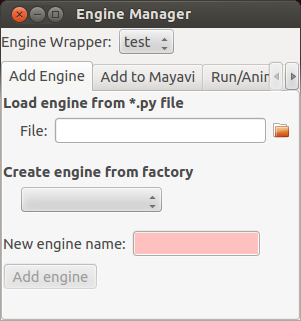 Engine Manager
Engine Wrapper: test
Add Engine Add to Mayavi Run/Anin
Load engine from *.py file
File:
Create engine from factory
New engine name:
Add engine